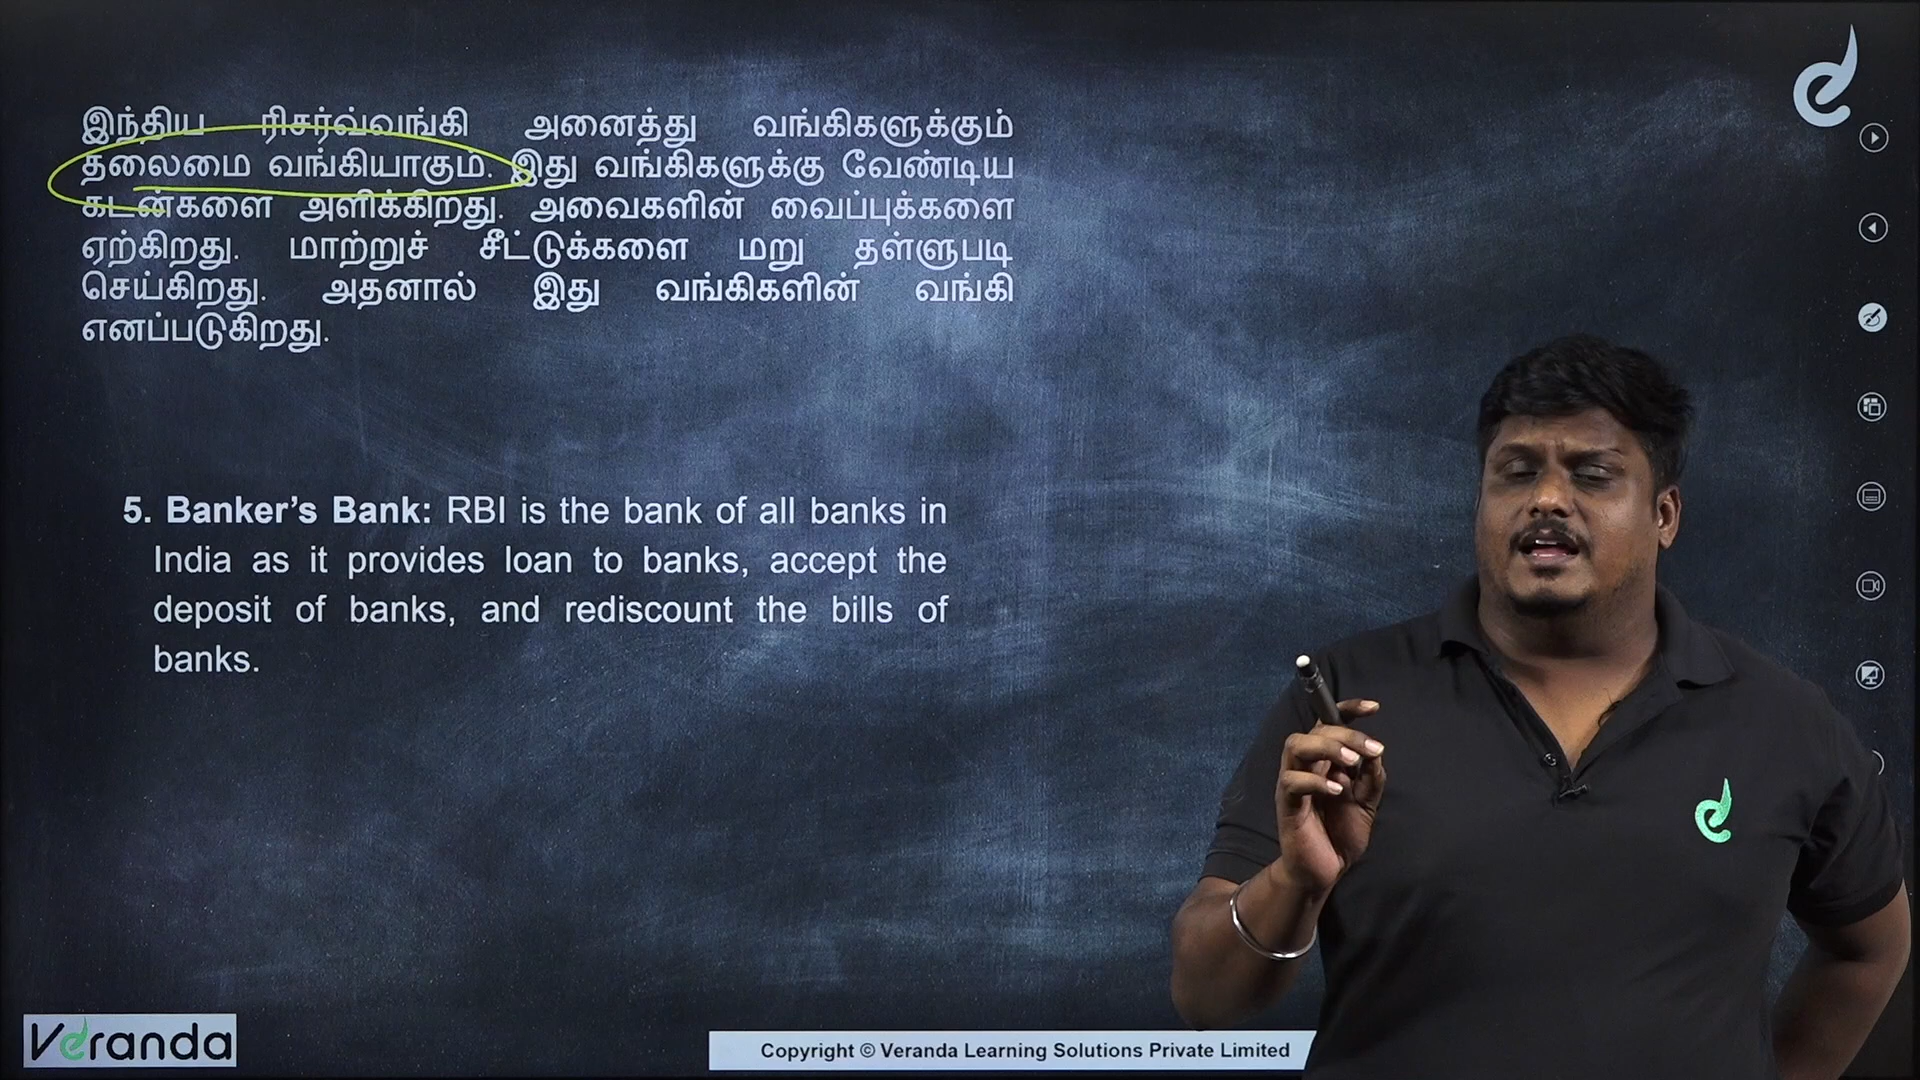 இந்திய ரிசர்வ்வங்கி அனைத்து வங்கிகளுக்கும்
தலைமை வங்கியாகும். இது வங்கிகளுக்கு வேண்டிய
கடன்களை அளிக்கிறது. அவைகளின் வைப்புக்களை
ஏற்கிறது. மாற்றுச் சீட்டுக்களை மறு தள்ளுபடி
செய்கிறது. அதனால் இது வங்கிகளின் வங்கி
எனப்படுகிறது.
5. Banker’s Bank: RBI is the bank of all banks in
India as it provides loan to banks, accept the
deposit of banks, and rediscount the bills of
banks.
Veranda
Copyright © Veranda Learning Solutions Private Limited